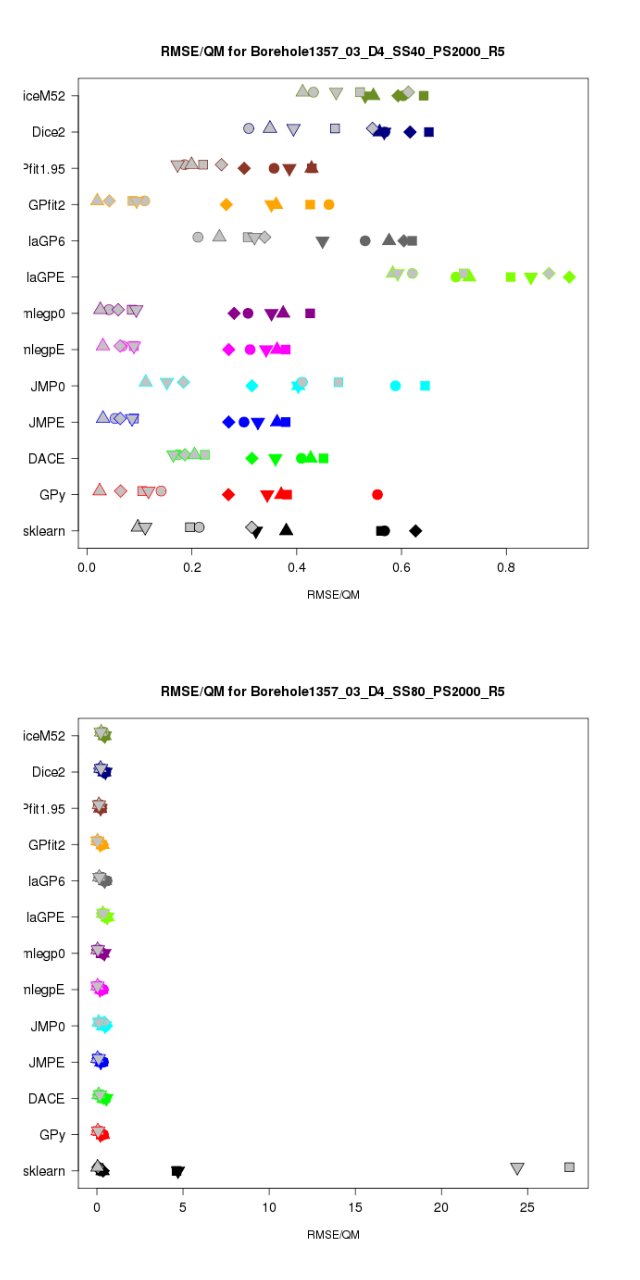 RMSE/QM for Borehole1357_03_D4_SS40_PS2000_R5
iceM52
Dice2
Pfit1.95
GPfit2
laGP6
laGPE
mlegp0
mlegpE
JMP0
JMPE
DACE
GPy
sklearn
0.0 0.2 0.4 0.6 0.8
RMSE/QM
RMSE/QM for Borehole1357_03_D4_SS80_PS2000_R5
iceM52
Dice2
Pfit1.95
GPfit2
laGP6
laGPE
mlegp0
mlegpE
JMP0
JMPE
DACE
GPy
sklearn
0 5 10 15 20 25
RMSE/QM